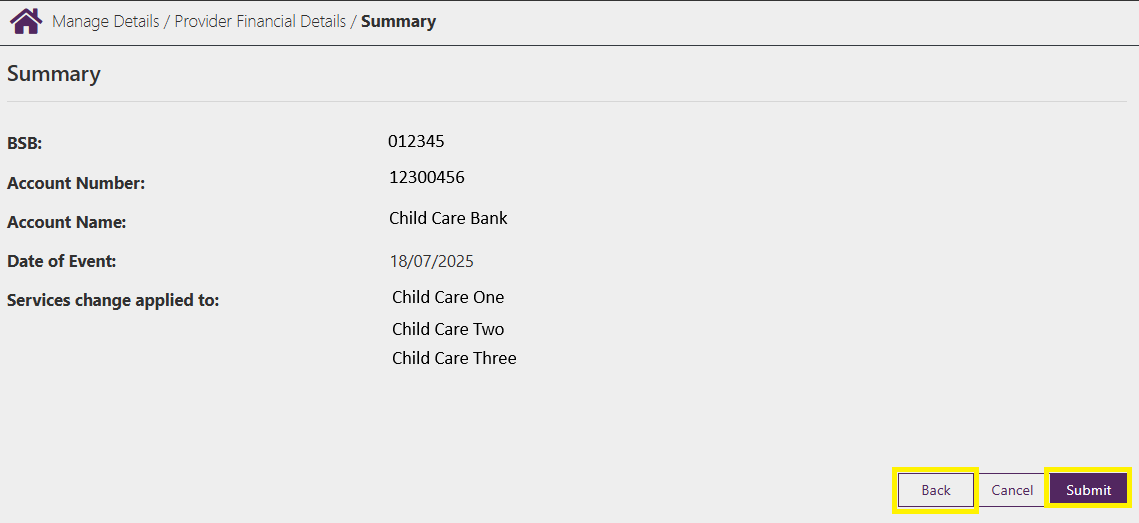 Manage Details / Provider Financial Details / Summary
Summary
BSB: 012345
Account Number: 12300456
Account Name: Child Care Bank
Date of Event: 18/07/2025
Services change applied to: Child Care One
Child Care Two
Child Care Three
Back Cancel Submit